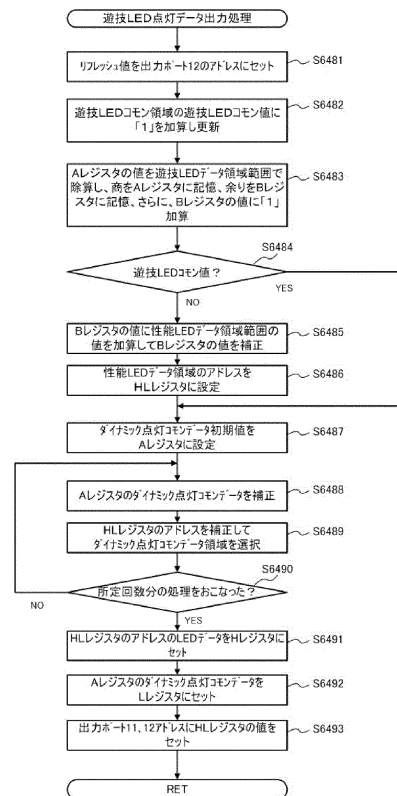 遊技LED点灯データ出力処理
リフレッシュ値を出力ポート12のアドレスにセット
S6481
遊技LEDコモン領域の遊技LEDコモン値に
「1」を加算し更新
S6482
Aレジスタの値を遊技LEDデータ領域範囲で
除算し、商をAレジスタに記憶、余りをBレジ
スタに記憶、さらに、Bレジスタの値に「1」
加算
S6483
遊技LEDコモン値?
S6484
YES
NO
Bレジスタの値に性能LEDデータ領域範囲の
値を加算してBレジスタの値を補正
S6485
性能LEDデータ領域のアドレスを
HLレジスタに設定
S6486
ダイナミック点灯コモンデータ初期値を
Aレジスタに設定
S6487
Aレジスタのダイナミック点灯コモンデータを補正
S6488
HLレジスタのアドレスを補正して
ダイナミック点灯コモンデータ領域を選択
S6489
所定回数分の処理をおこなった?
S6490
NO
YES
HLレジスタのアドレスのLEDデータをHレジスタに
セット
S6491
Aレジスタのダイナミック点灯コモンデータを
Lレジスタにセット
S6492
出力ポート11、12アドレスにHLレジスタの値を
セット
S6493
RET